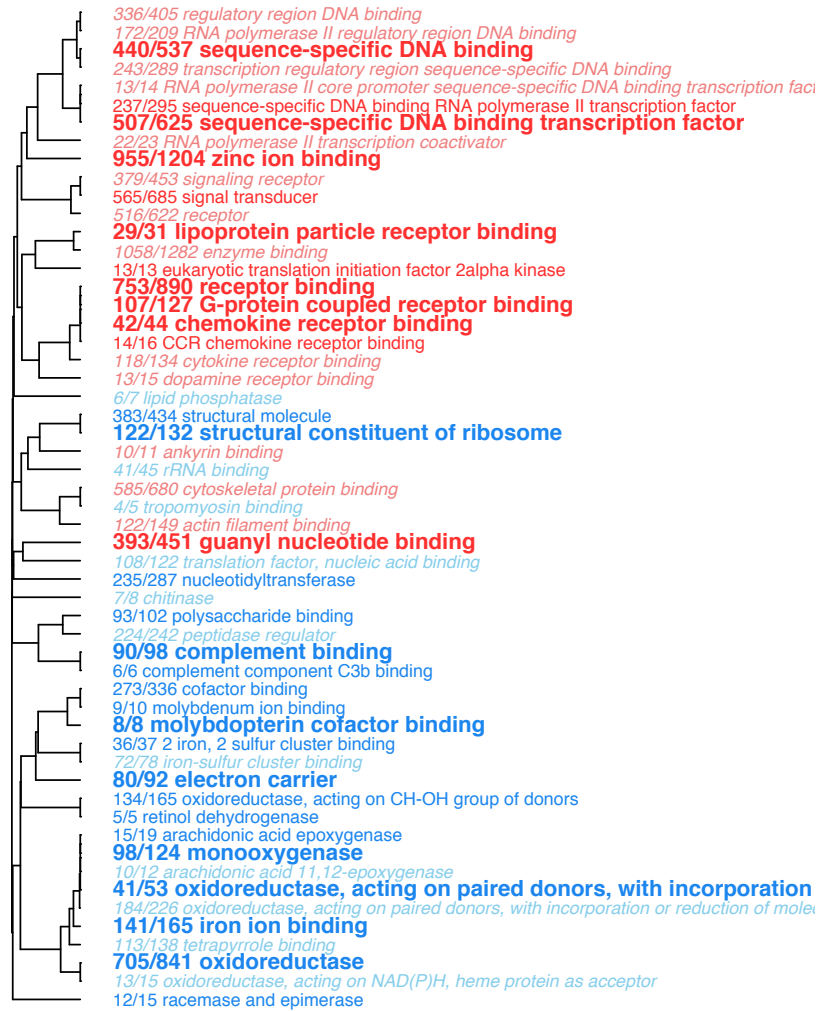 336/405 regulatory region DNA binding
172/209 RNA polymerase II regulatory region DNA binding
440/537 sequence-specific DNA binding
243/289 transcription regulatory region sequence-specific DNA binding
13/14 RNA polymerase II core promoter sequence-specific DNA binding transcription fact
237/295 sequence-specific DNA binding RNA polymerase II transcription factor
507/625 sequence-specific DNA binding transcription factor
22/23 RNA polymerase II transcription coactivator
955/1204 zinc ion binding
379/453 signaling receptor
565/685 signal transducer
516/622 receptor
29/31 lipoprotein particle receptor binding
1058/1282 enzyme binding
13/13 eukaryotic translation initiation factor 2alpha kinase
753/890 receptor binding
107/127 G-protein coupled receptor binding
42/44 chemokine receptor binding
14/16 CCR chemokine receptor binding
118/134 cytokine receptor binding
13/15 dopamine receptor binding
6/7 lipid phosphatase
383/434 structural molecule
122/132 structural constituent of ribosome
10/11 ankyrin binding
41/45 rRNA binding
585/680 cytoskeletal protein binding
4/5 tropomyosin binding
122/149 actin filament binding
393/451 guanyl nucleotide binding
108/122 translation factor, nucleic acid binding
235/287 nucleotidyltransferase
7/8 chitinase
93/102 polysaccharide binding
224/242 peptidase regulator
90/98 complement binding
6/6 complement component C3b binding
273/336 cofactor binding
9/10 molybdenum ion binding
8/8 molybdopterin cofactor binding
36/37 2 iron, 2 sulfur cluster binding
72/78 iron-sulfur cluster binding
80/92 electron carrier
134/165 oxidoreductase, acting on CH-OH group of donors
5/5 retinol dehydrogenase
15/19 arachidonic acid epoxygenase
98/124 monooxygenase
10/12 arachidonic acid 11,12-epoxygenase
41/53 oxidoreductase, acting on paired donors, with incorporation
184/226 oxidoreductase, acting on paired donors, with incorporation or reduction of molec
141/165 iron ion binding
113/138 tetrapyrrole binding
705/841 oxidoreductase
13/15 oxidoreductase, acting on NAD(P)H, heme protein as acceptor
12/15 racemase and epimerase